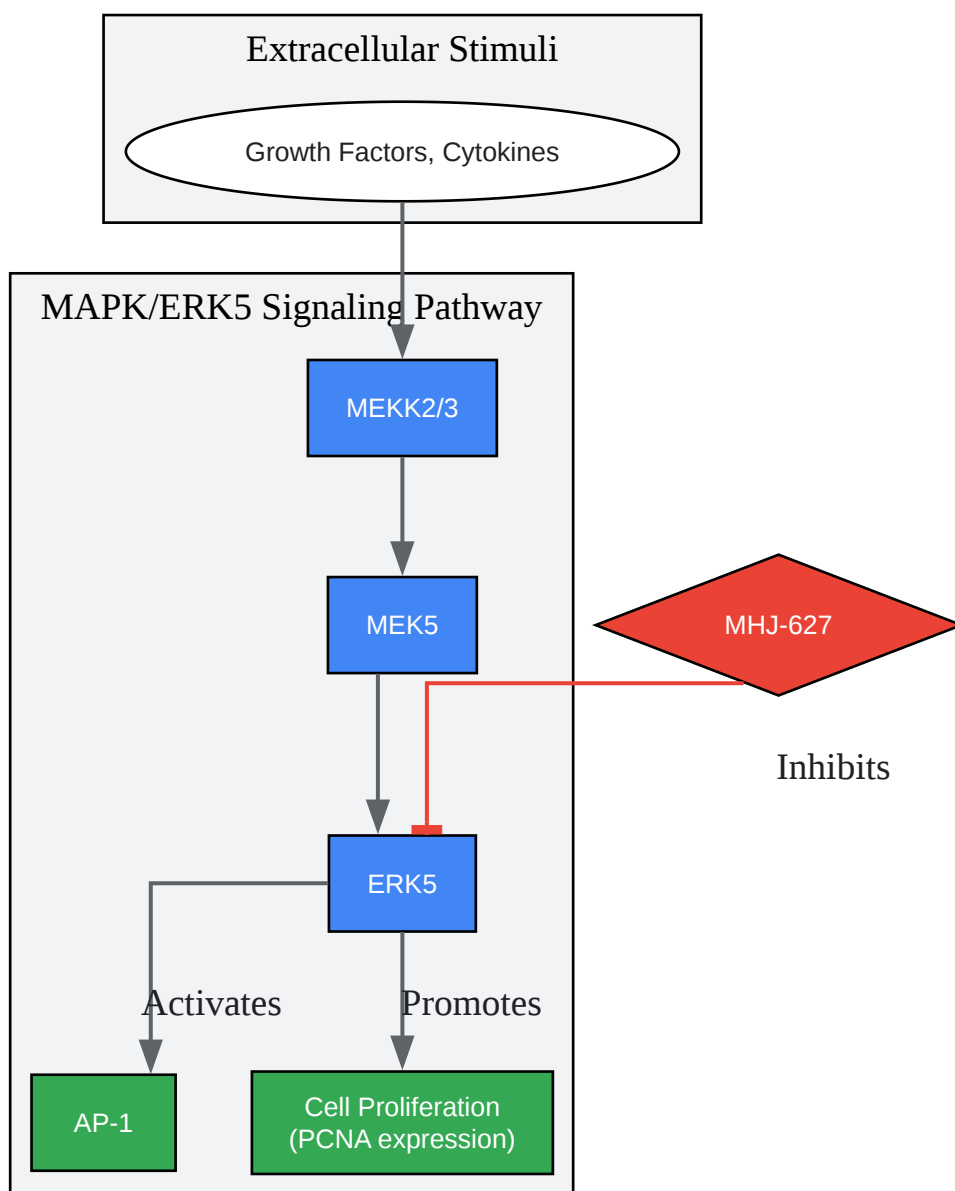 Extracellular Stimuli
Growth Factors, Cytokines
MAPK/ERK5 Signaling Pathway
MEKK2/3
MEK5
MHJ-627
Inhibits
ERK5
Activates
Promotes
AP-1
Cell Proliferation
(PCNA expression)